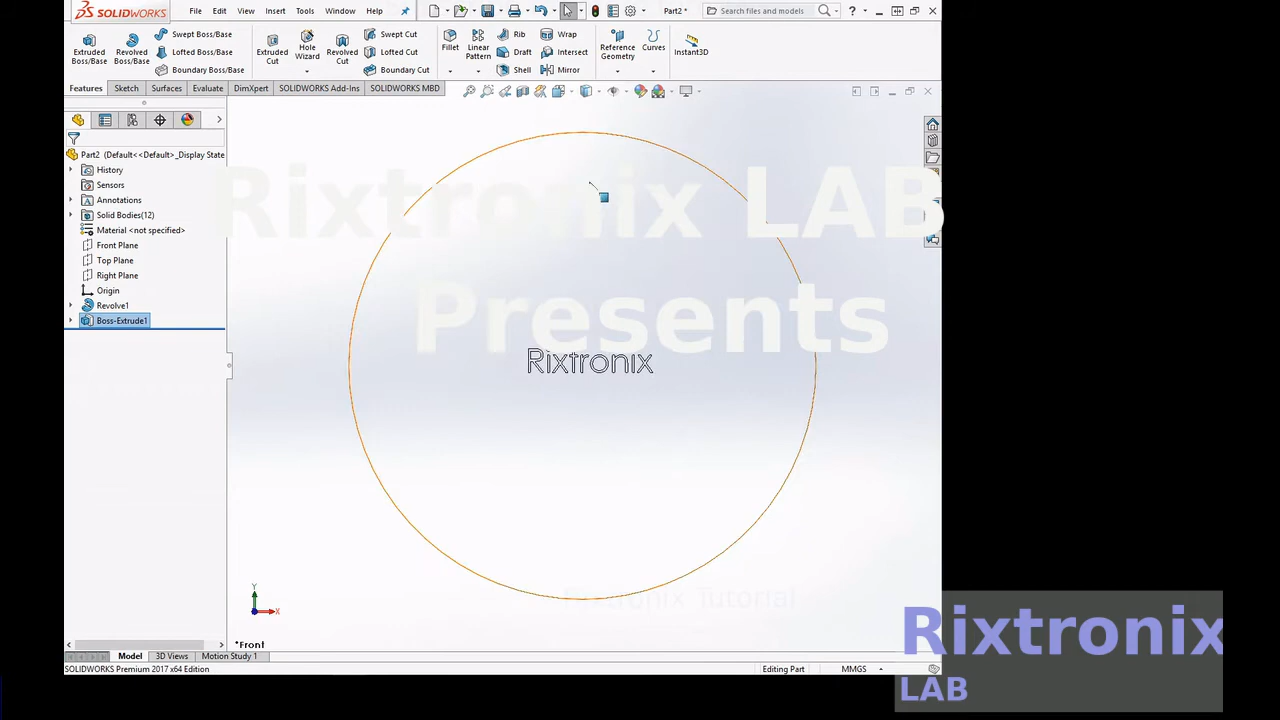 SOLIDWORKS
File Edit View Insert Tools Window Help
Part2 *
Search files and models
Extruded Boss/Base
Revolved Boss/Base
Swept Boss/Base
Lofted Boss/Base
Boundary Boss/Base
Extruded Cut
Hole Wizard
Revolved Cut
Swept Cut
Lofted Cut
Boundary Cut
Fillet
Linear Pattern
Rib
Draft
Shell
Wrap
Intersect
Mirror
Reference Geometry
Curves
Instant3D
Features Sketch Surfaces Evaluate DimXpert SOLIDWORKS Add-Ins SOLIDWORKS MBD
Part2 (Default<<Default>_Display State
History
Sensors
Annotations
Solid Bodies(12)
Material <not specified>
Front Plane
Top Plane
Right Plane
Origin
Revolve1
Boss-Extrude1
Rixtronix LAB
Presents
Rixtronix
Rixtronix Tutorial
Y
X
*Front
Model 3D Views Motion Study 1
SOLIDWORKS Premium 2017 x64 Edition
Editing Part
MMGS
Rixtronix
LAB